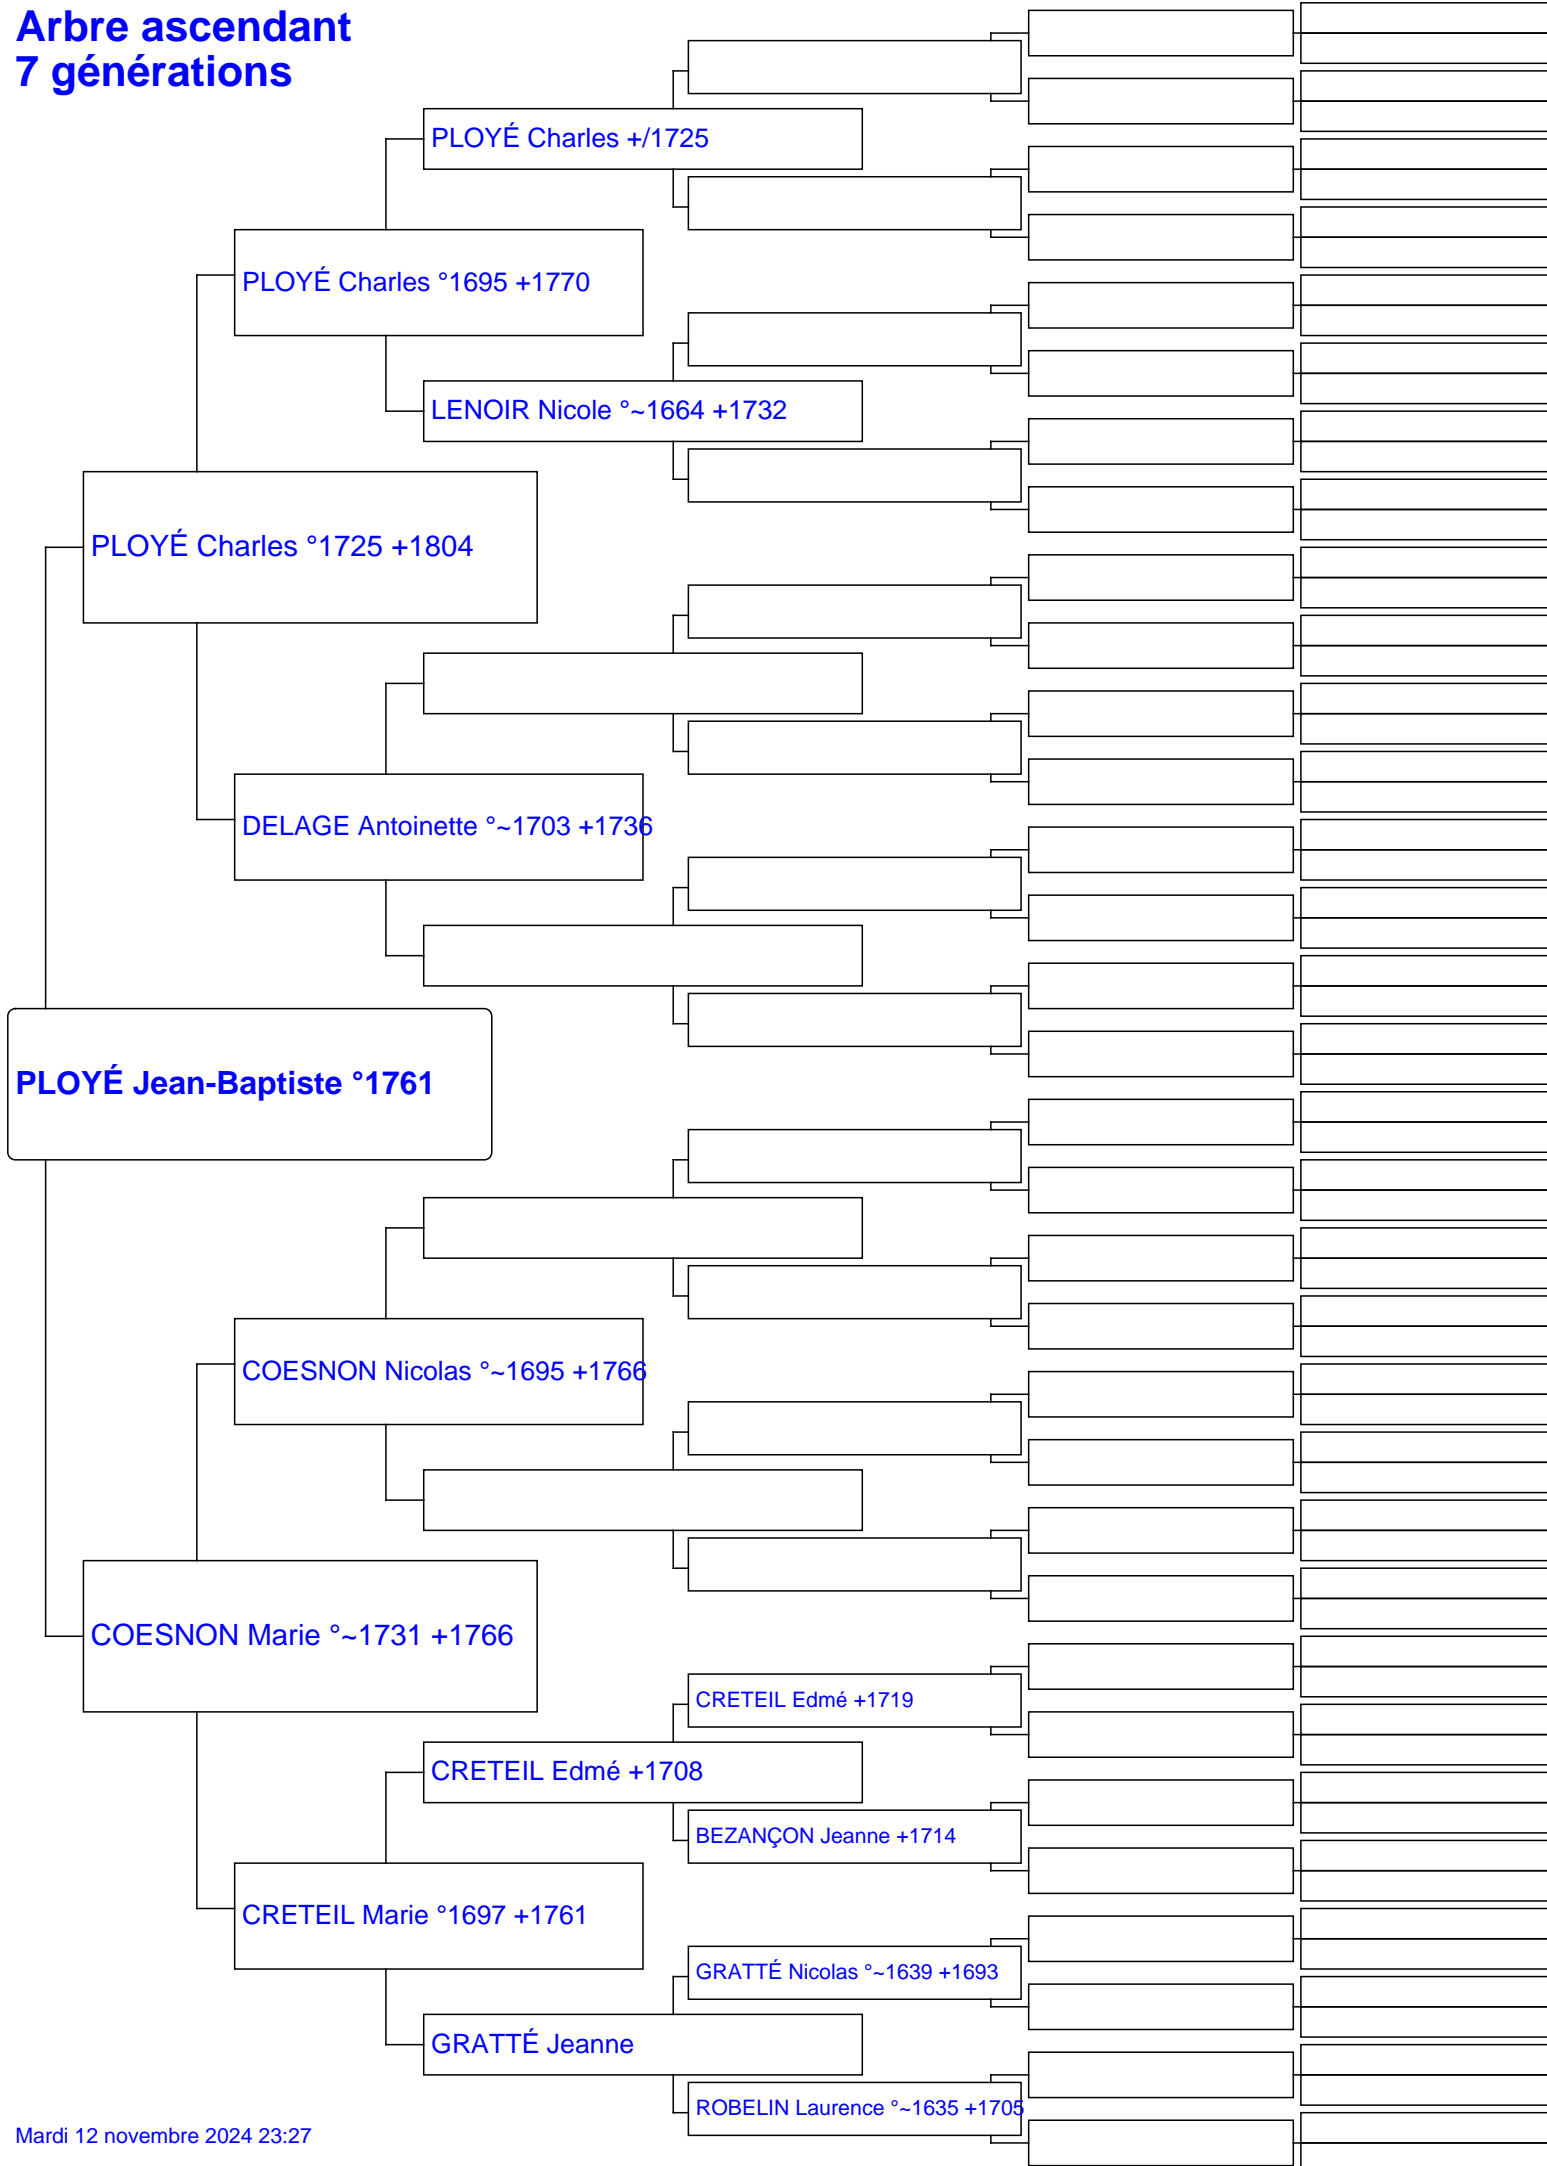 Arbre ascendant
7 générations
PLOYÉ Charles +/1725
PLOYÉ Charles °1695 +1770
LENOIR Nicole °~1664 +1732
PLOYÉ Charles °1725 +1804
DELAGE Antoinette °~1703 +1736
PLOYÉ Jean-Baptiste °1761
COESNON Nicolas °~1695 +1766
COESNON Marie °~1731 +1766
CRETEIL Edmé +1719
CRETEIL Edmé +1708
BEZANÇON Jeanne +1714
CRETEIL Marie °1697 +1761
GRATTÉ Nicolas °~1639 +1693
GRATTÉ Jeanne
ROBELIN Laurence °~1635 +1705
Mardi 12 novembre 2024 23:27